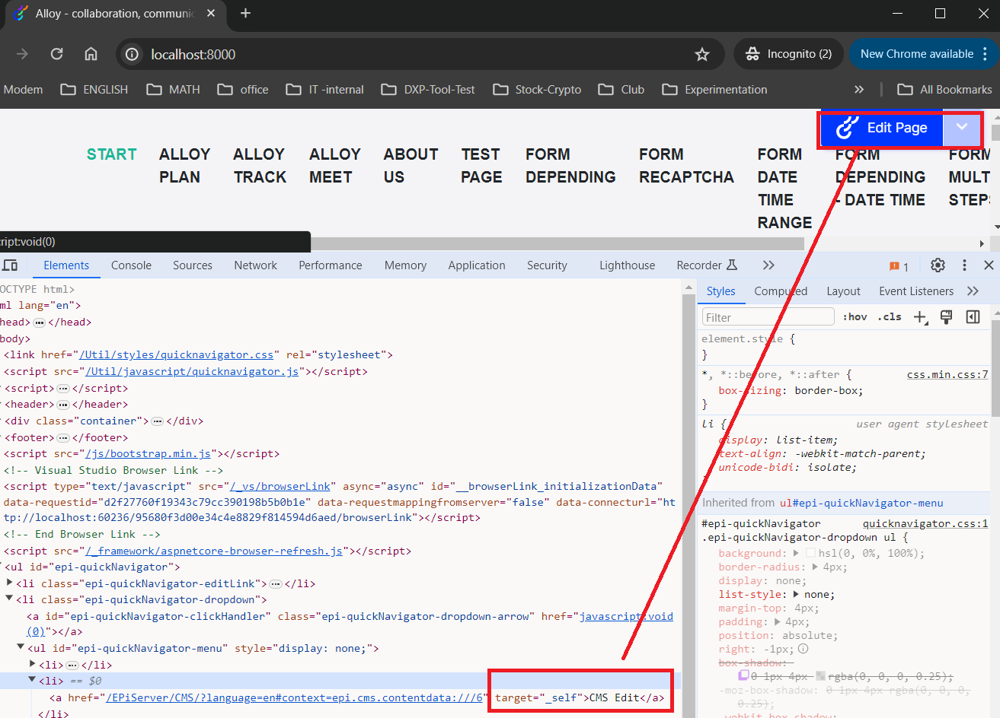 Alloy - collaboration, communic
localhost:8000
Incognito (2)
New Chrome available
Modem
ENGLISH
MATH
office
IT -internal
DXP-Tool-Test
Stock-Crypto
Club
Experimentation
All Bookmarks
Edit Page
START
ALLOY PLAN
ALLOY TRACK
ALLOY MEET
ABOUT US
TEST PAGE
FORM DEPENDING
FORM RECAPTCHA
FORM DATE TIME RANGE
FORM DEPENDING - DATE TIME
FORM MULT STEPS
ript:void(0)
Elements
Console
Sources
Network
Performance
Memory
Application
Security
Lighthouse
Recorder
1
OCTYPE html>
ml lang="en">
head>…</head>
body>
<link href="/Util/styles/quicknavigator.css" rel="stylesheet">
<script src="/Util/javascript/quicknavigator.js"></script>
<script>…</script>
<header>…</header>
<div class="container">…</div>
<footer>…</footer>
<script src="/js/bootstrap.min.js"></script>
<!-- Visual Studio Browser Link -->
<script type="text/javascript" src="/_vs/browserLink" async="async" id="__browserLink_initializationData"
data-requestid="d2f27760f19343c79cc390198b5b0b1e" data-requestmappingfromserver="false" data-connecturl="htt
p://localhost:60236/95680f3d00e34c4e8829f814594d6aed/browserLink"></script>
<!-- End Browser Link -->
<script src="/_framework/aspnetcore-browser-refresh.js"></script>
<ul id="epi-quickNavigator">
<li class="epi-quickNavigator-editLink">…</li>
<li class="epi-quickNavigator-dropdown">
<a id="epi-quickNavigator-clickHandler" class="epi-quickNavigator-dropdown-arrow" href="javascript:void
(0)"></a>
<ul id="epi-quickNavigator-menu" style="display: none;">
<li>…</li>
<li> == $0
<a href="/EPiServer/CMS/?language=en#context=epi.cms.contentdata:///6" target="_self">CMS Edit</a>
</li>
Styles
Computed
Layout
Event Listeners
Filter
:hov
.cls
element.style {
}
*, *::before, *::after {
css.min.css:7
box-sizing: border-box;
}
li {
user agent stylesheet
display: list-item;
text-align: -webkit-match-parent;
unicode-bidi: isolate;
Inherited from ul#epi-quickNavigator-menu
#epi-quickNavigator
quicknavigator.css:1
.epi-quickNavigator-dropdown ul {
background: hsl(0, 0%, 100%);
border-radius: 4px;
display: none;
list-style: none;
margin-top: 4px;
padding: 4px;
position: absolute;
right: -1px;
box-shadow:
0 1px 4px rgba(0, 0, 0, 0.25);
-moz-box-shadow: 0 1px 4px rgba(0, 0, 0,
0.25);
-webkit-box-shadow: